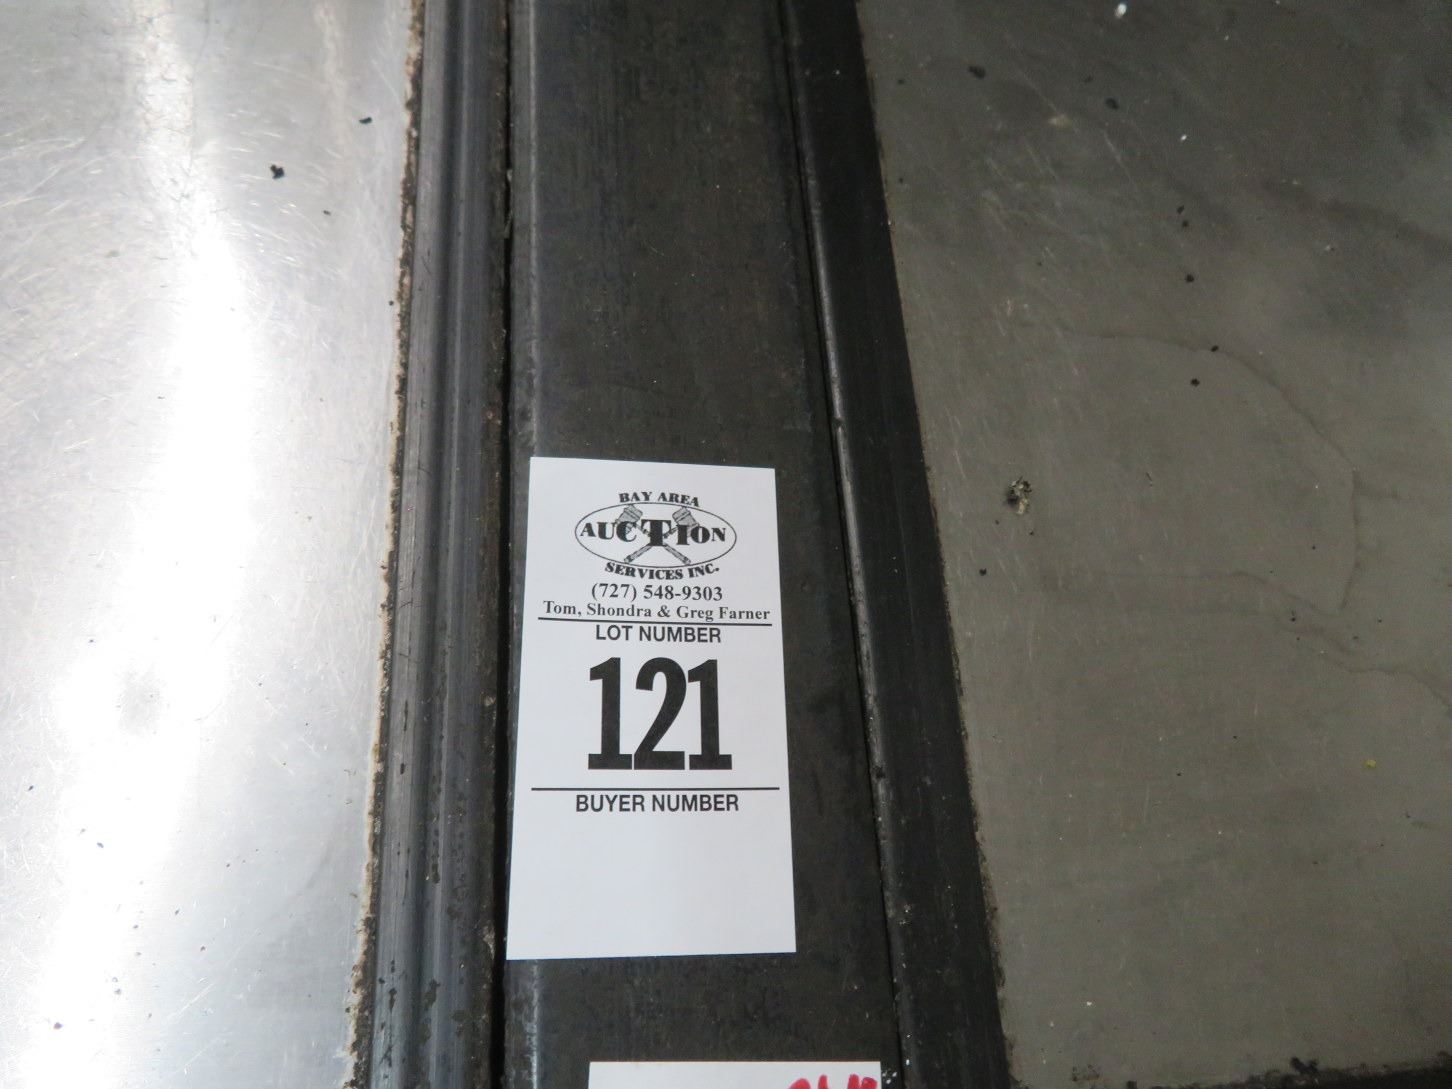 BAY AREA
AUCTION
SERVICES INC.
(727) 548-9303
Tom, Shondra & Greg Farner
LOT NUMBER
121
BUYER NUMBER